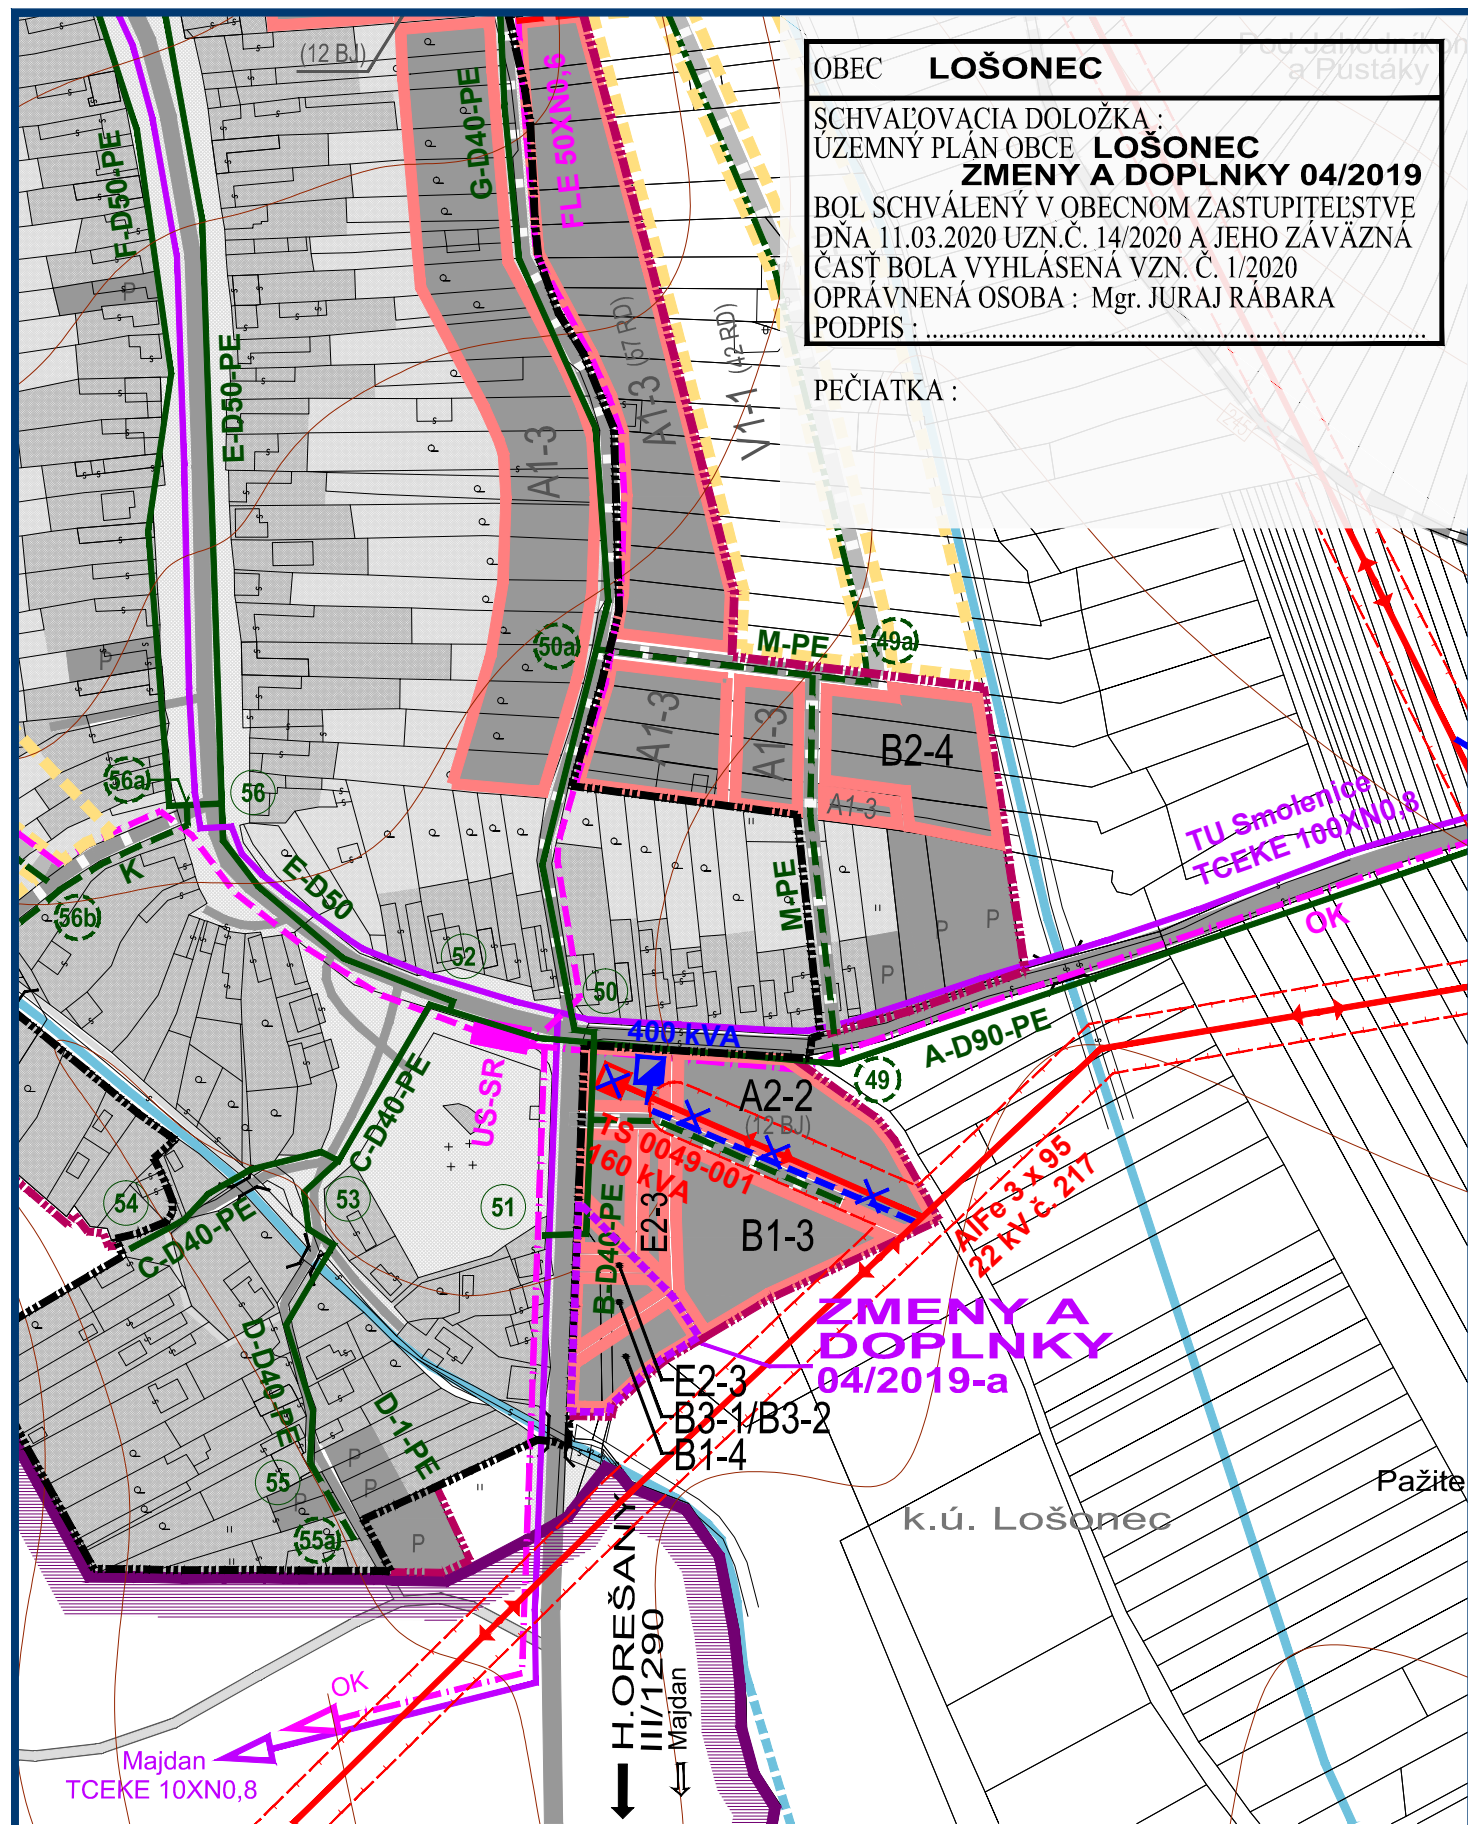 OBEC LOŠONEC
SCHVAĽOVACIA DOLOŽKA :
ÚZEMNÝ PLÁN OBCE LOŠONEC
ZMENY A DOPLNKY 04/2019
BOL SCHVÁLENÝ V OBECNOM ZASTUPITEĽSTVE
DŇA 11.03.2020 UZN.Č. 14/2020 A JEHO ZÁVÄZNÁ
ČASŤ BOLA VYHLÁSENÁ VZN. Č. 1/2020
OPRÁVNENÁ OSOBA : Mgr. JURAJ RÁBARA
PODPIS :
PEČIATKA :
Pod Jahodníkom
a Pustáky
245
(12 BJ)
F-D50-PE
E-D50-PE
G-D40-PE
FLE 50XN0,6
A1-3
A1-3 (57 RD)
V1-1 (42 RD)
50a
M-PE
49a
A1-3
A1-3
B2-4
A1-3
56a
56
K
56b
E-D50
52
50
M-PE
TU Smolenice
TCEKE 100XN0,8
OK
A-D90-PE
49
400 kVA
US-SR
A2-2
(12 BJ)
TS 0049-001
160 kVA
E2-3
B1-3
B-D40-PE
AlFe 3 x 95
22 kV č. 217
C-D40-PE
54
53
51
C-D40-PE
D-D40-PE
D-1-PE
55
55a
ZMENY A
DOPLNKY
04/2019-a
E2-3
B3-1/B3-2
B1-4
k.ú. Lošonec
Pažite
H.OREŠANY
III/1290
Majdan
OK
Majdan
TCEKE 10XN0,8
P
P
P
P
P
P
P
P
P